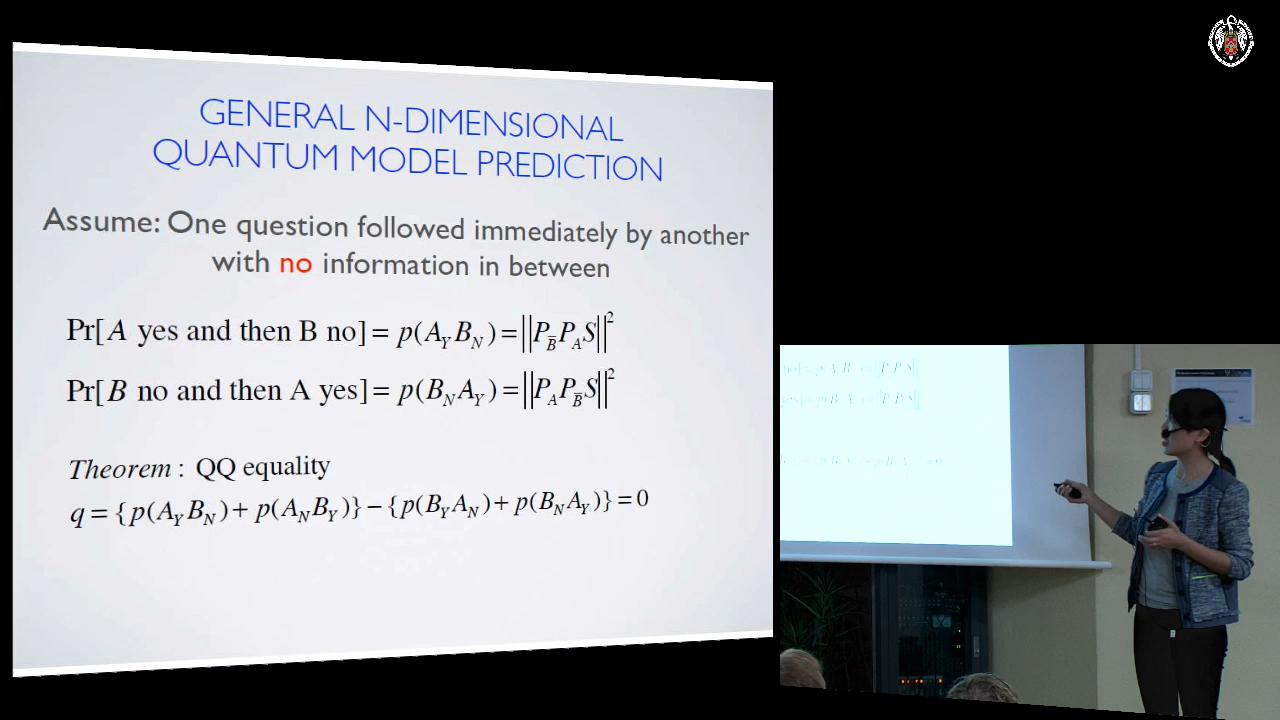 GENERAL N-DIMENSIONAL
QUANTUM MODEL PREDICTION
Assume: One question followed immediately by another
with no information in between
Pr[A yes and then B no] = p(A_Y B_N) = ||P_B̄ P_A S||²
Pr[B no and then A yes] = p(B_N A_Y) = ||P_A P_B̄ S||²
Theorem : QQ equality
q = {p(A_Y B_N) + p(A_N B_Y)} − {p(B_Y A_N) + p(B_N A_Y)} = 0